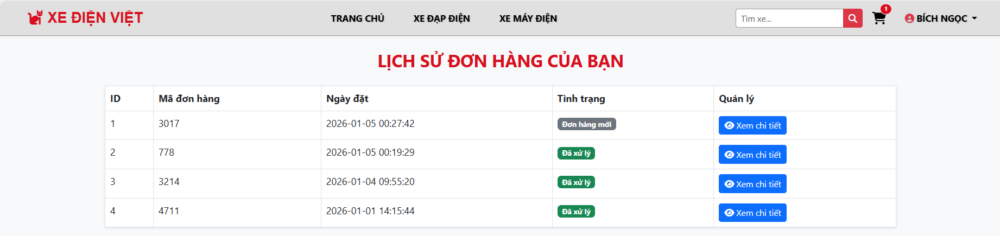 XE ĐIỆN VIỆT
TRANG CHỦ XE ĐẠP ĐIỆN XE MÁY ĐIỆN
Tìm xe...
1
BÍCH NGỌC
LỊCH SỬ ĐƠN HÀNG CỦA BẠN
ID Mã đơn hàng Ngày đặt Tình trạng Quản lý
1 3017 2026-01-05 00:27:42 Đơn hàng mới Xem chi tiết
2 778 2026-01-05 00:19:29 Đã xử lý Xem chi tiết
3 3214 2026-01-04 09:55:20 Đã xử lý Xem chi tiết
4 4711 2026-01-01 14:15:44 Đã xử lý Xem chi tiết